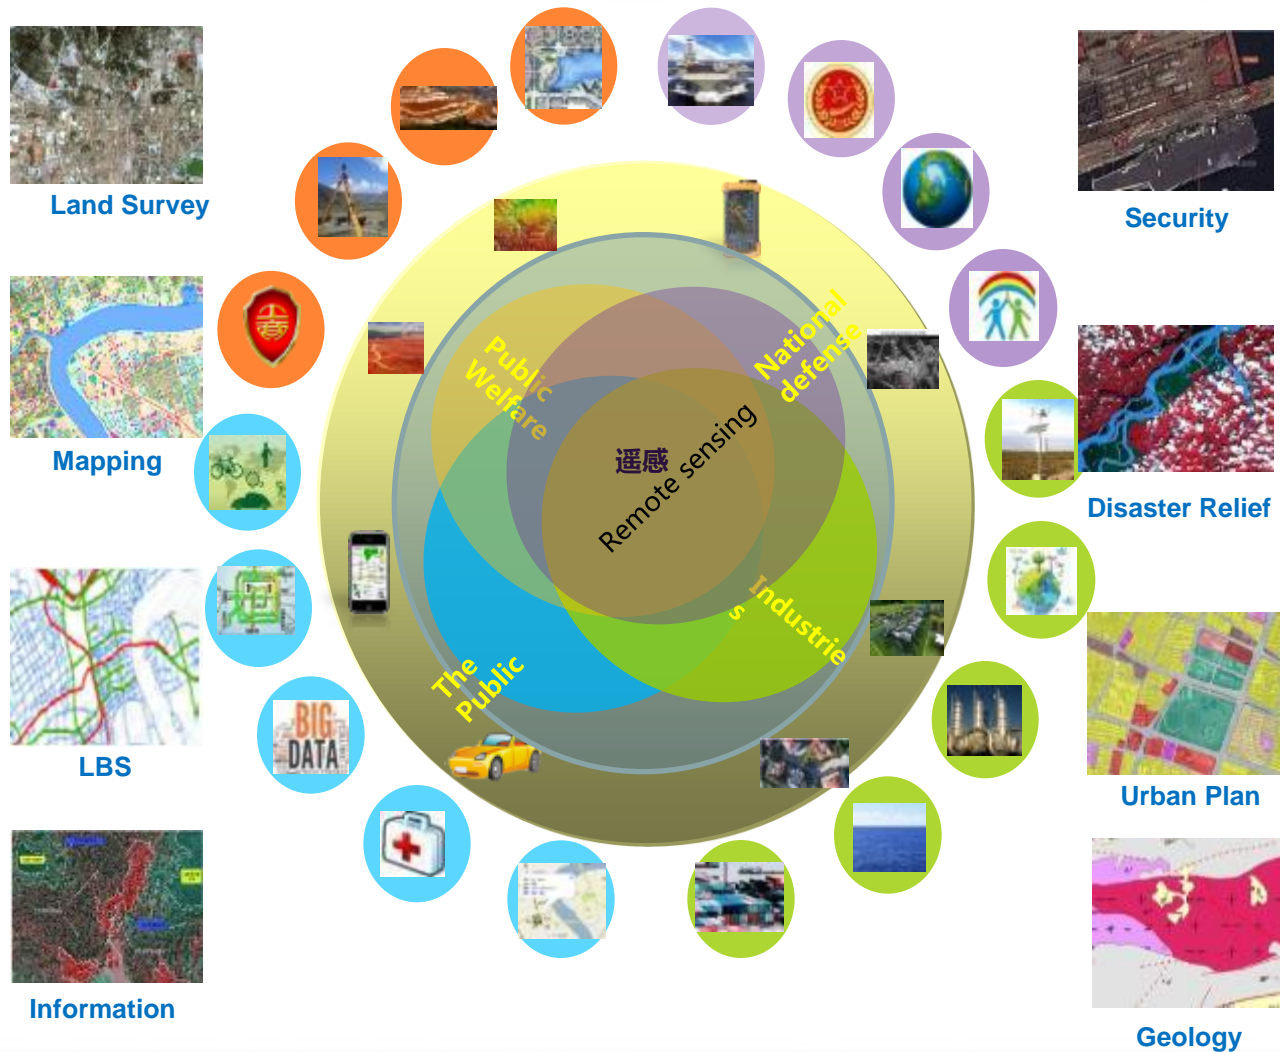 Land Survey
Mapping
LBS
Information
Public
Welfare
National
defense
遥感
Remote sensing
Industrie
s
The
Public
BIG
DATA
Security
Disaster Relief
Urban Plan
Geology